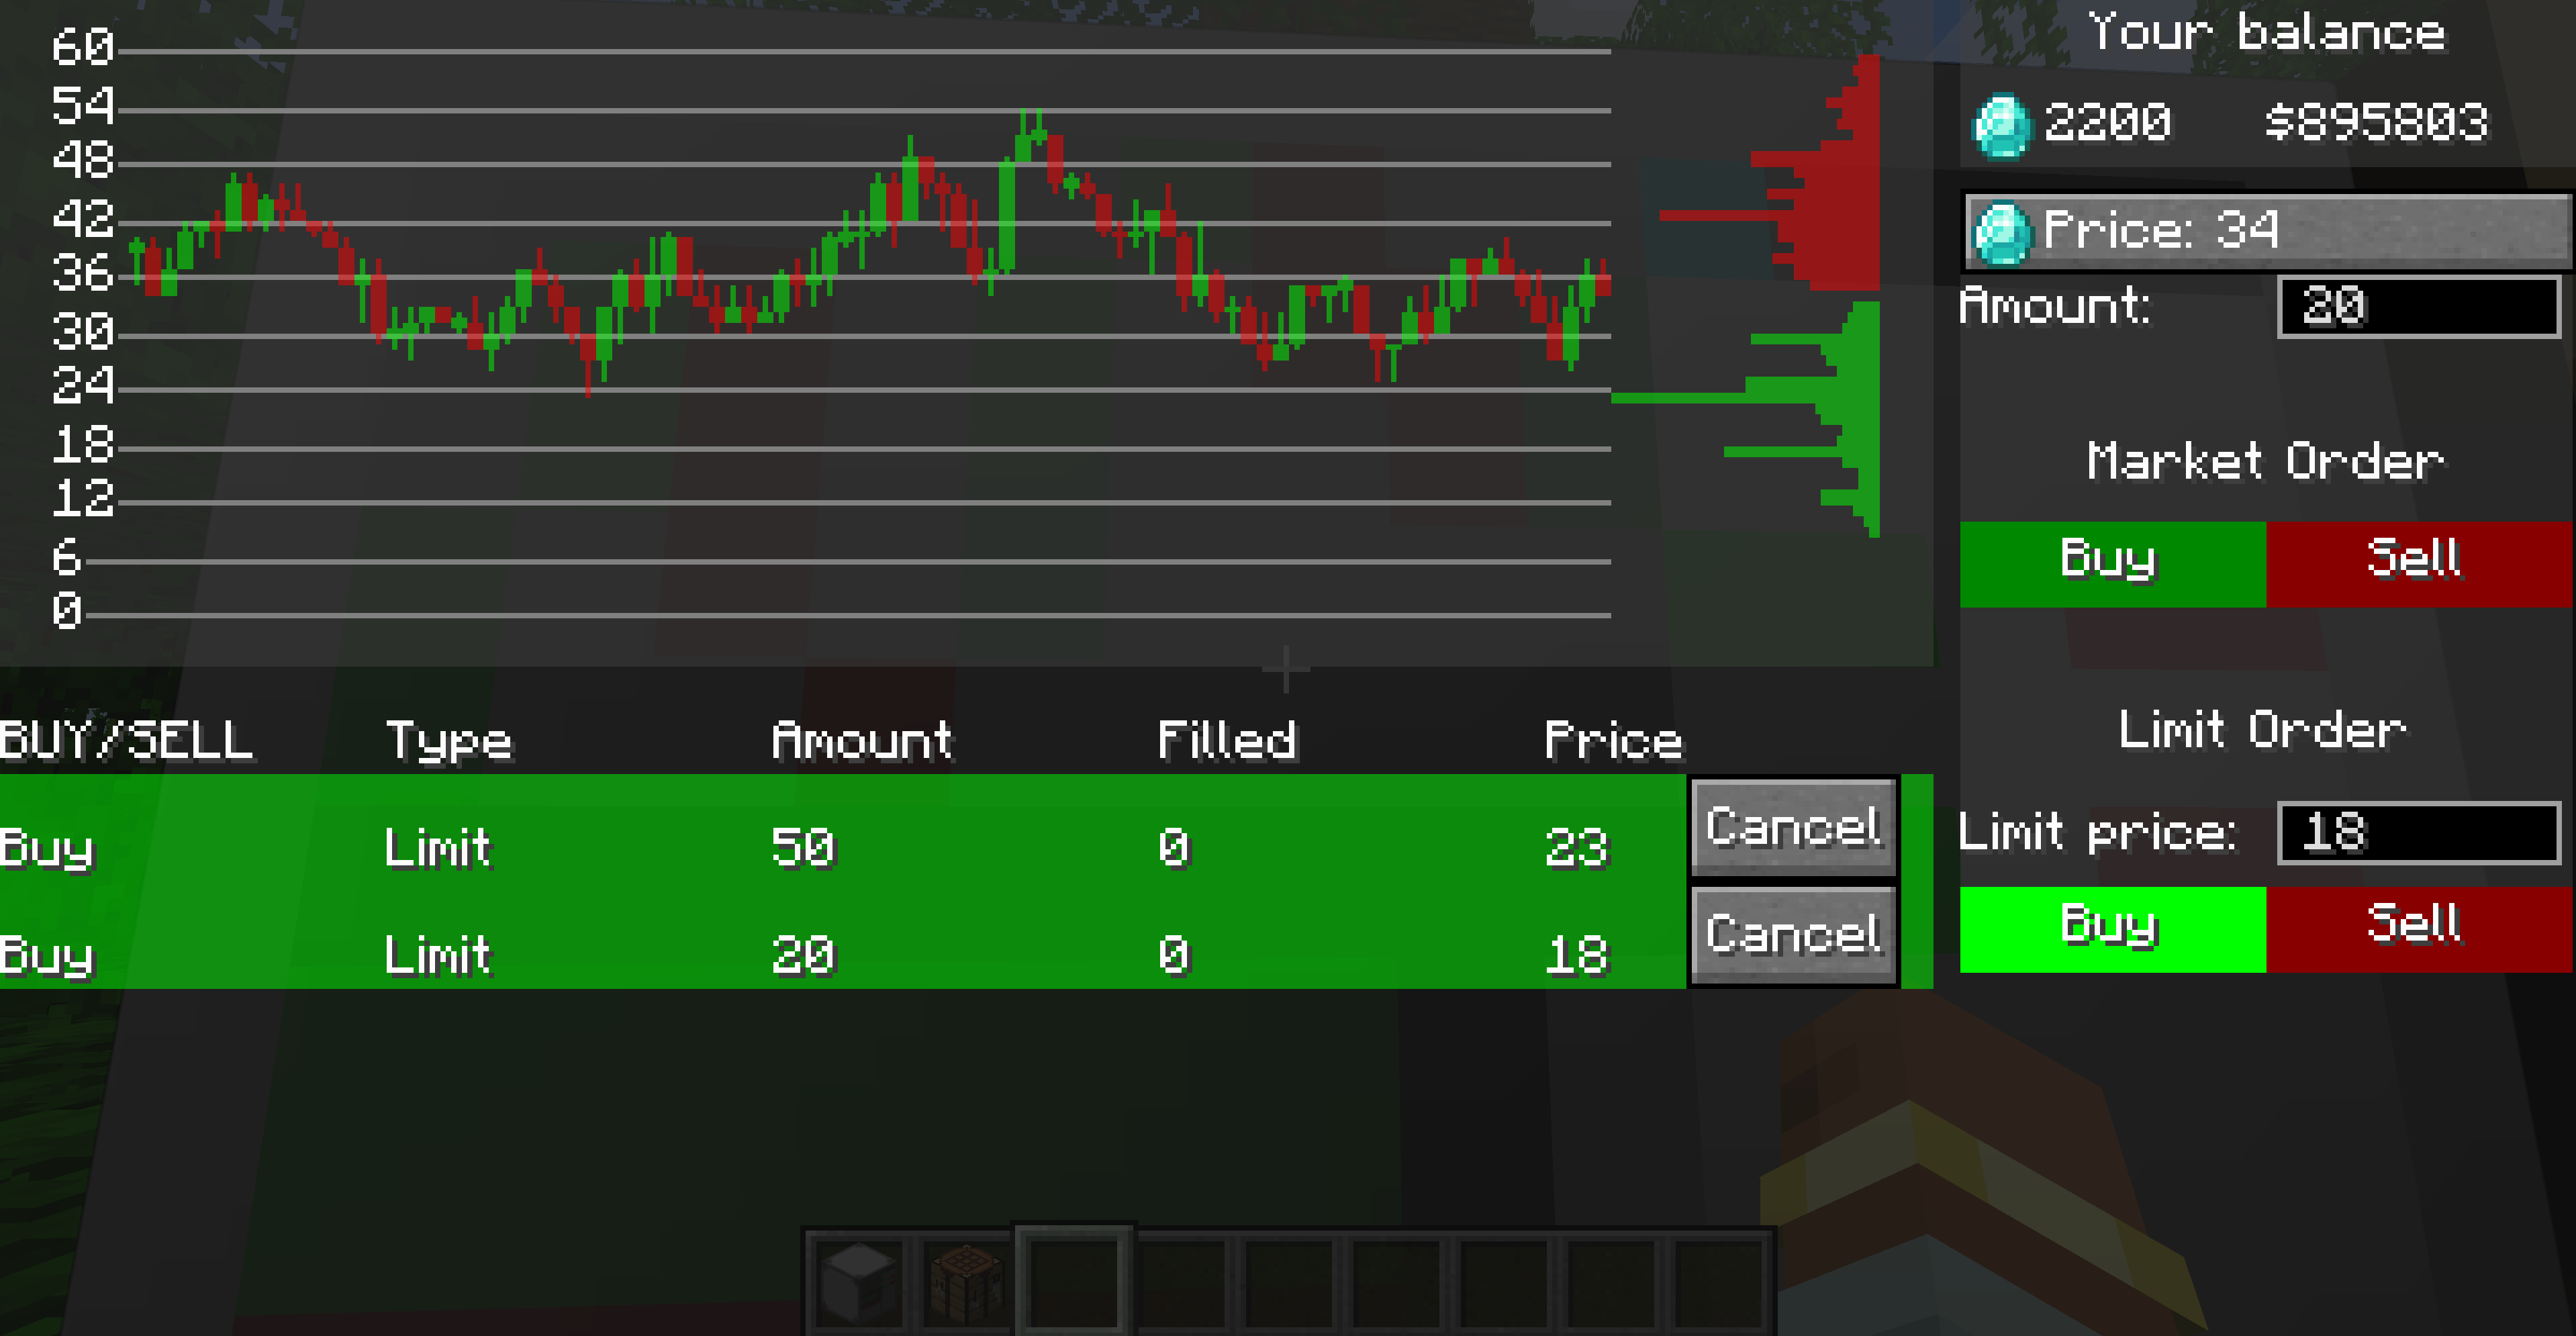 60
54
48
42
36
30
24
18
12
6
0
Your balance
2200 $895803
Price: 34
Amount: 20
Market Order
Buy Sell
Limit Order
Limit price: 18
Buy Sell
BUY/SELL Type Amount Filled Price
Buy Limit 50 0 23 Cancel
Buy Limit 20 0 18 Cancel